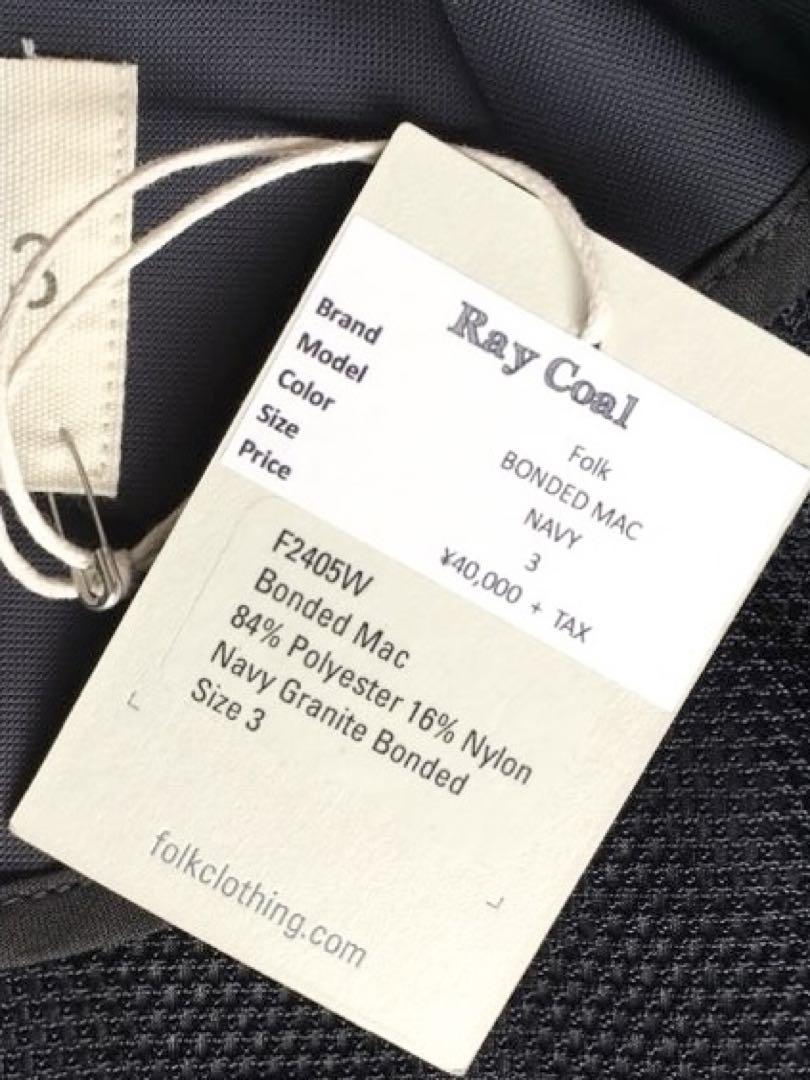 3
Ray Coal
Brand Folk
Model BONDED MAC
Color NAVY
Size 3
Price ¥40,000 + TAX
F2405W
Bonded Mac
84% Polyester 16% Nylon
Navy Granite Bonded
Size 3
folkclothing.com